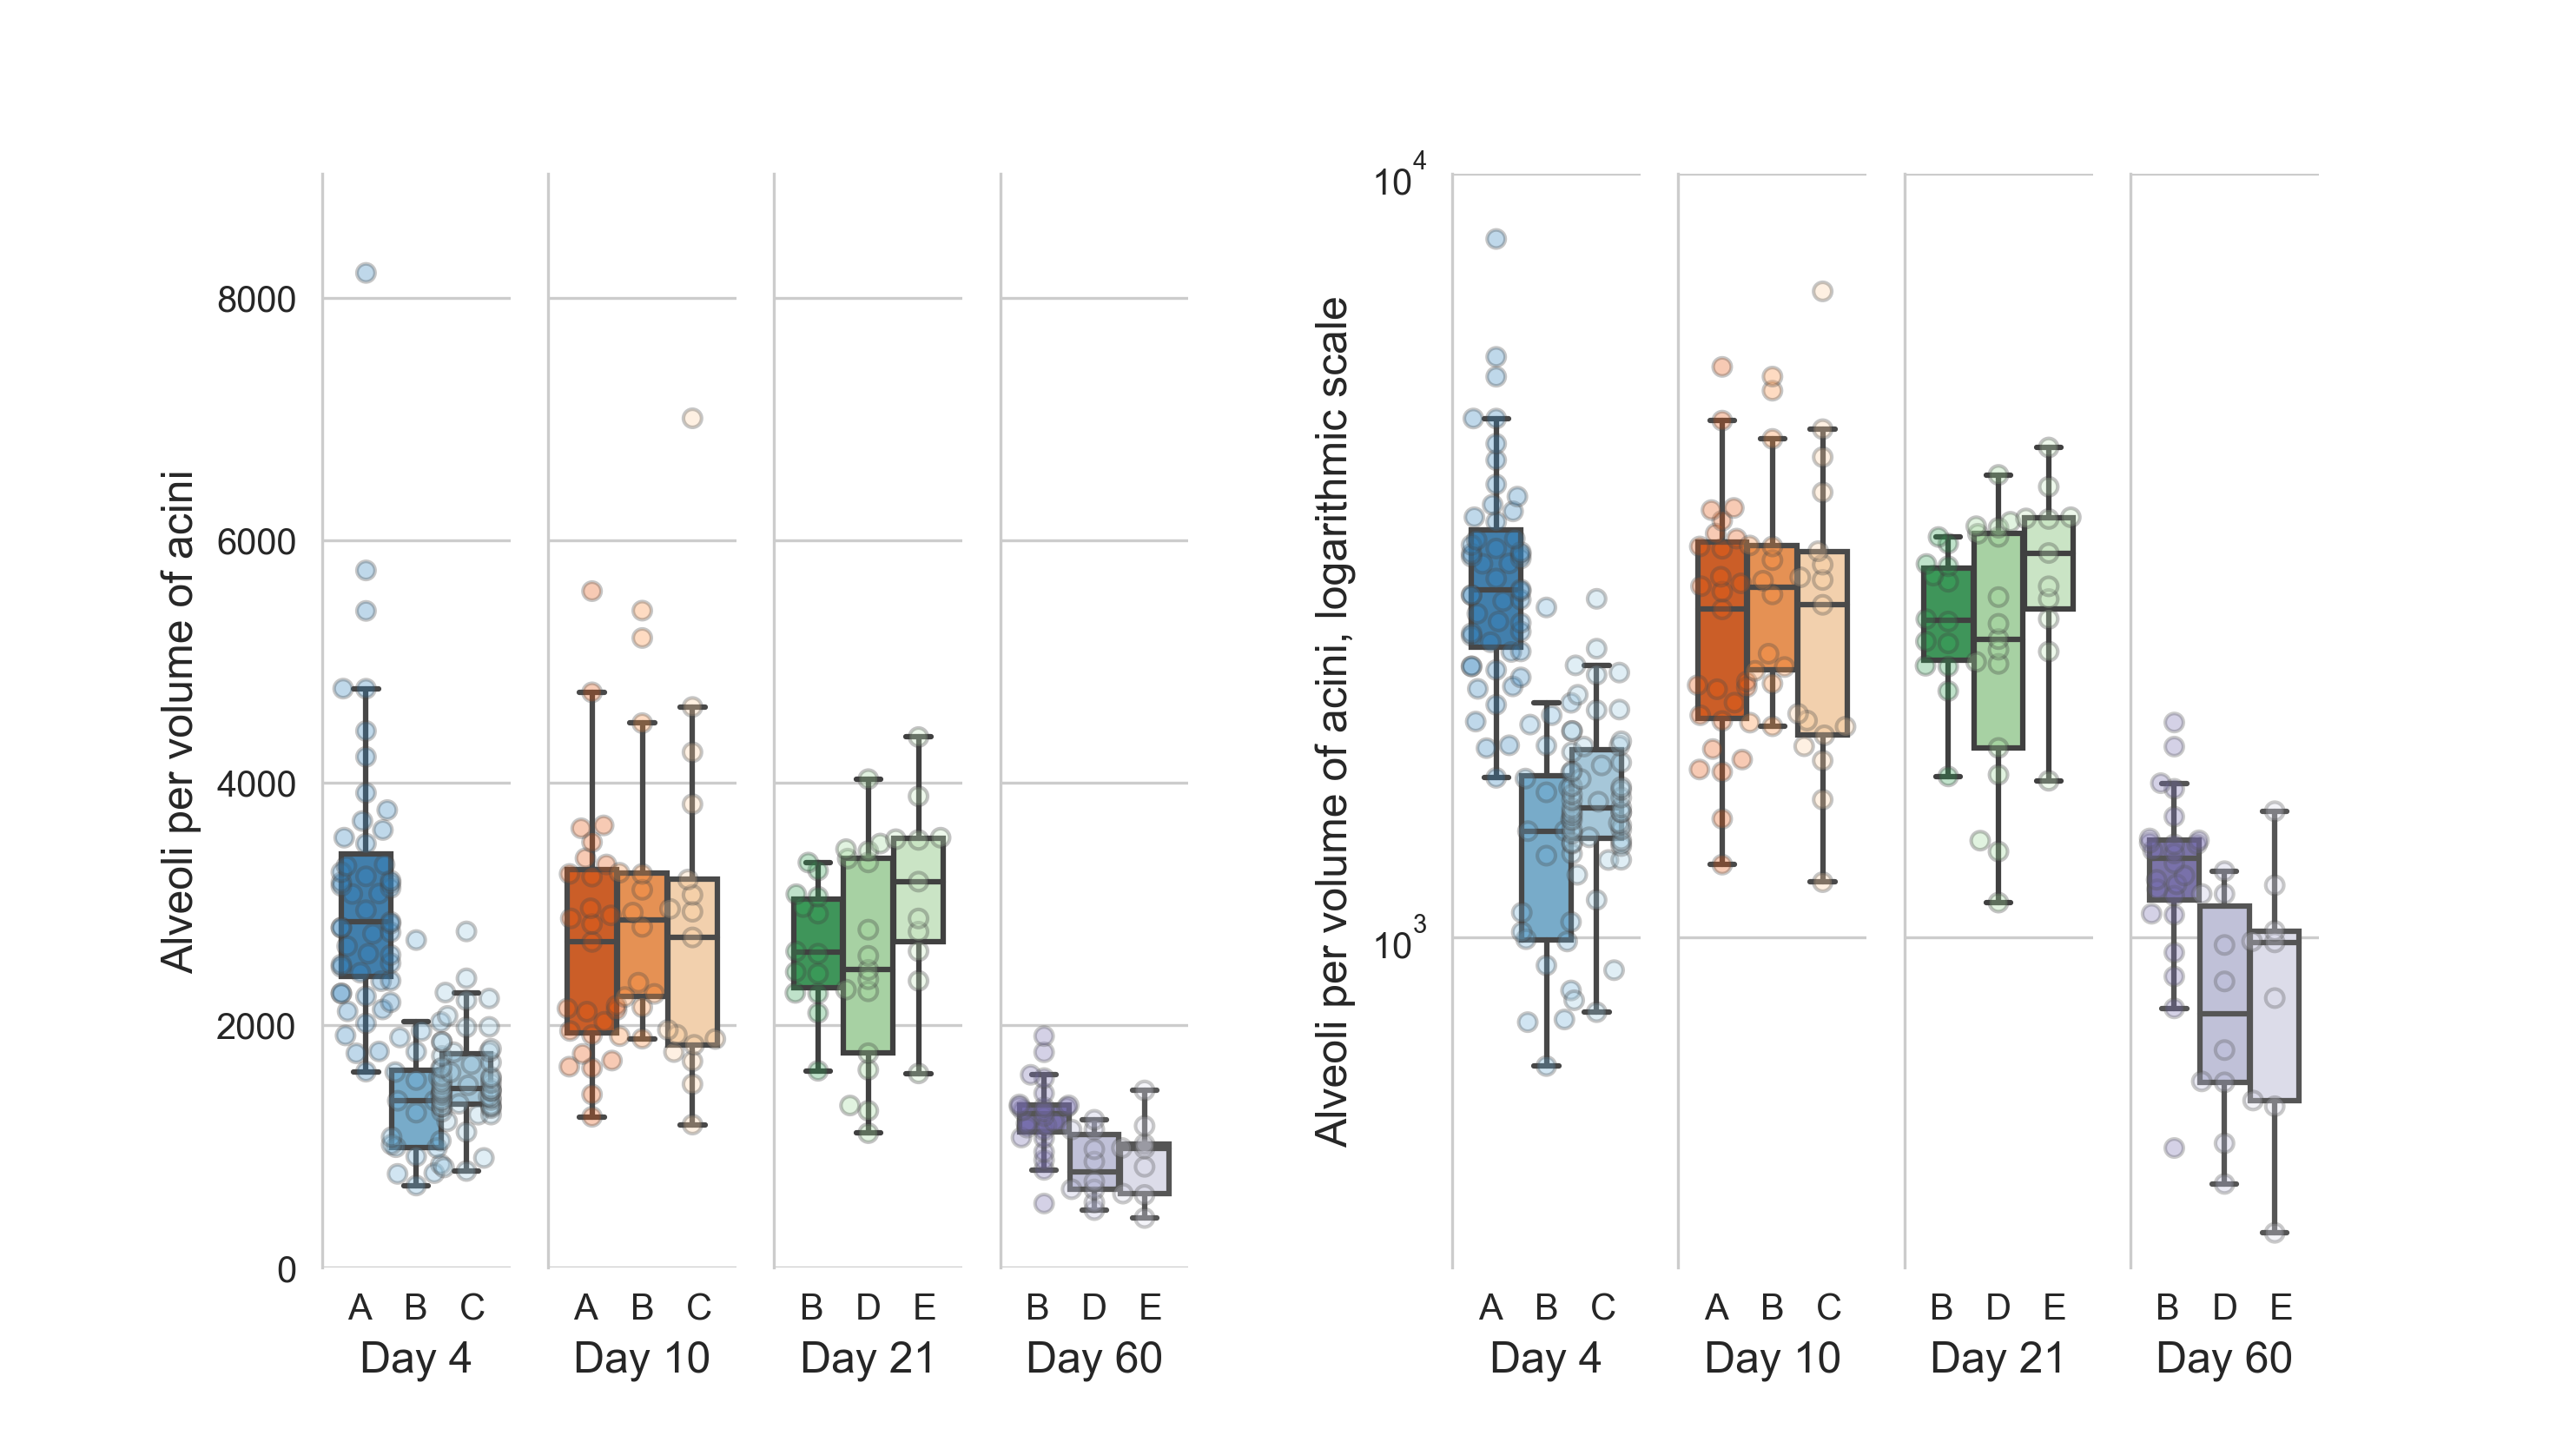 Alveoli per volume of acini
8000
6000
4000
2000
0
A B C
A B C
B D E
B D E
Day 4
Day 10
Day 21
Day 60
Alveoli per volume of acini, logarithmic scale
10^4
10^3
A B C
A B C
B D E
B D E
Day 4
Day 10
Day 21
Day 60